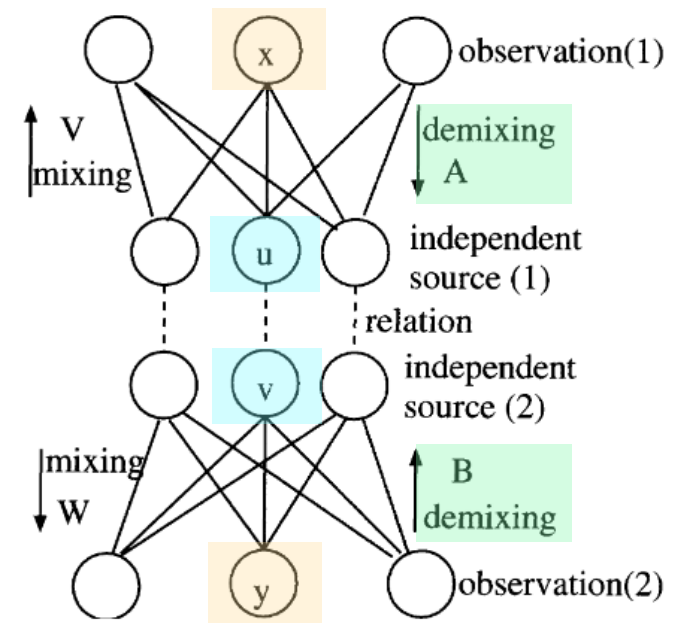 x
observation(1)
V
mixing
demixing
A
u
independent
source (1)
relation
v
independent
source (2)
mixing
W
B
demixing
y
observation(2)